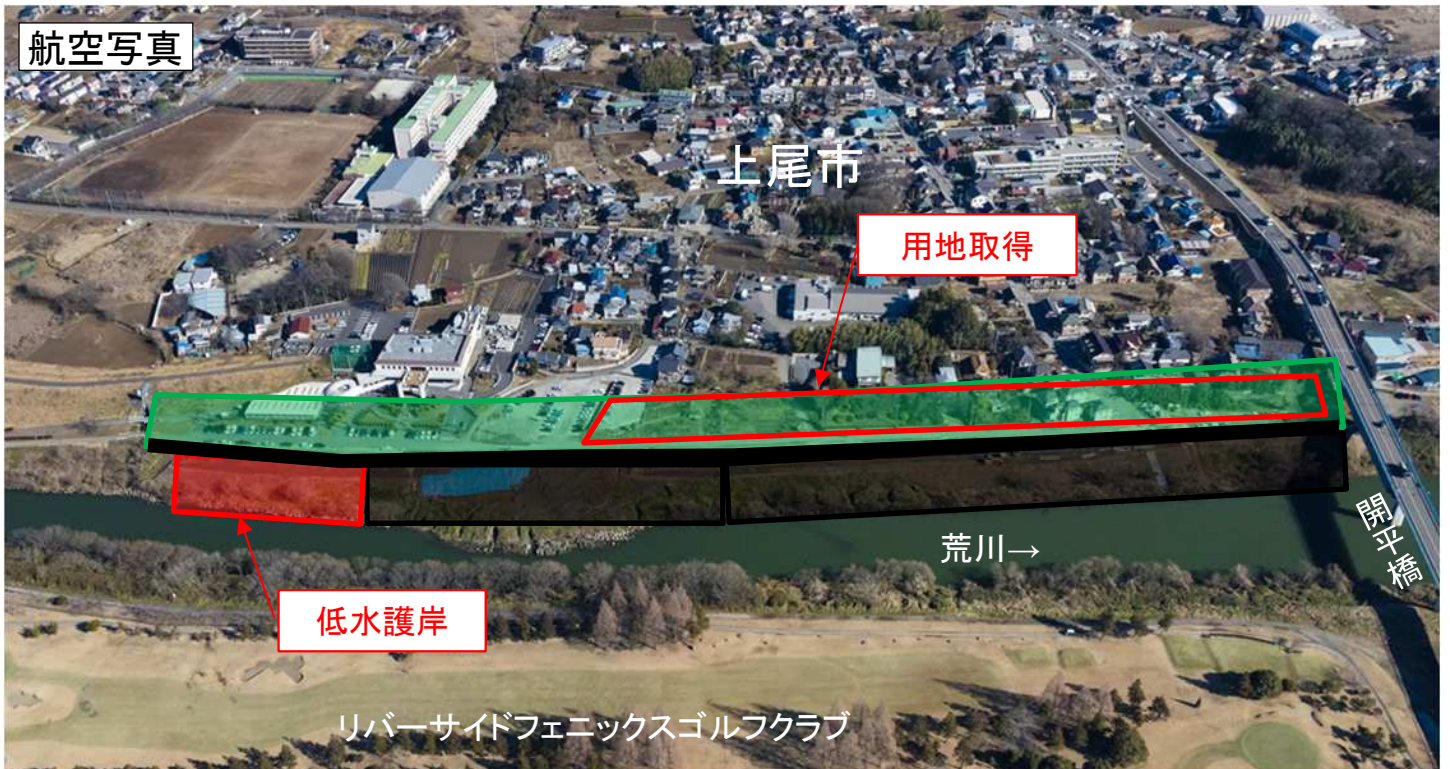 航空写真
上尾市
用地取得
荒川→
開平橋
低水護岸
リバーサイドフェニックスゴルフクラブ